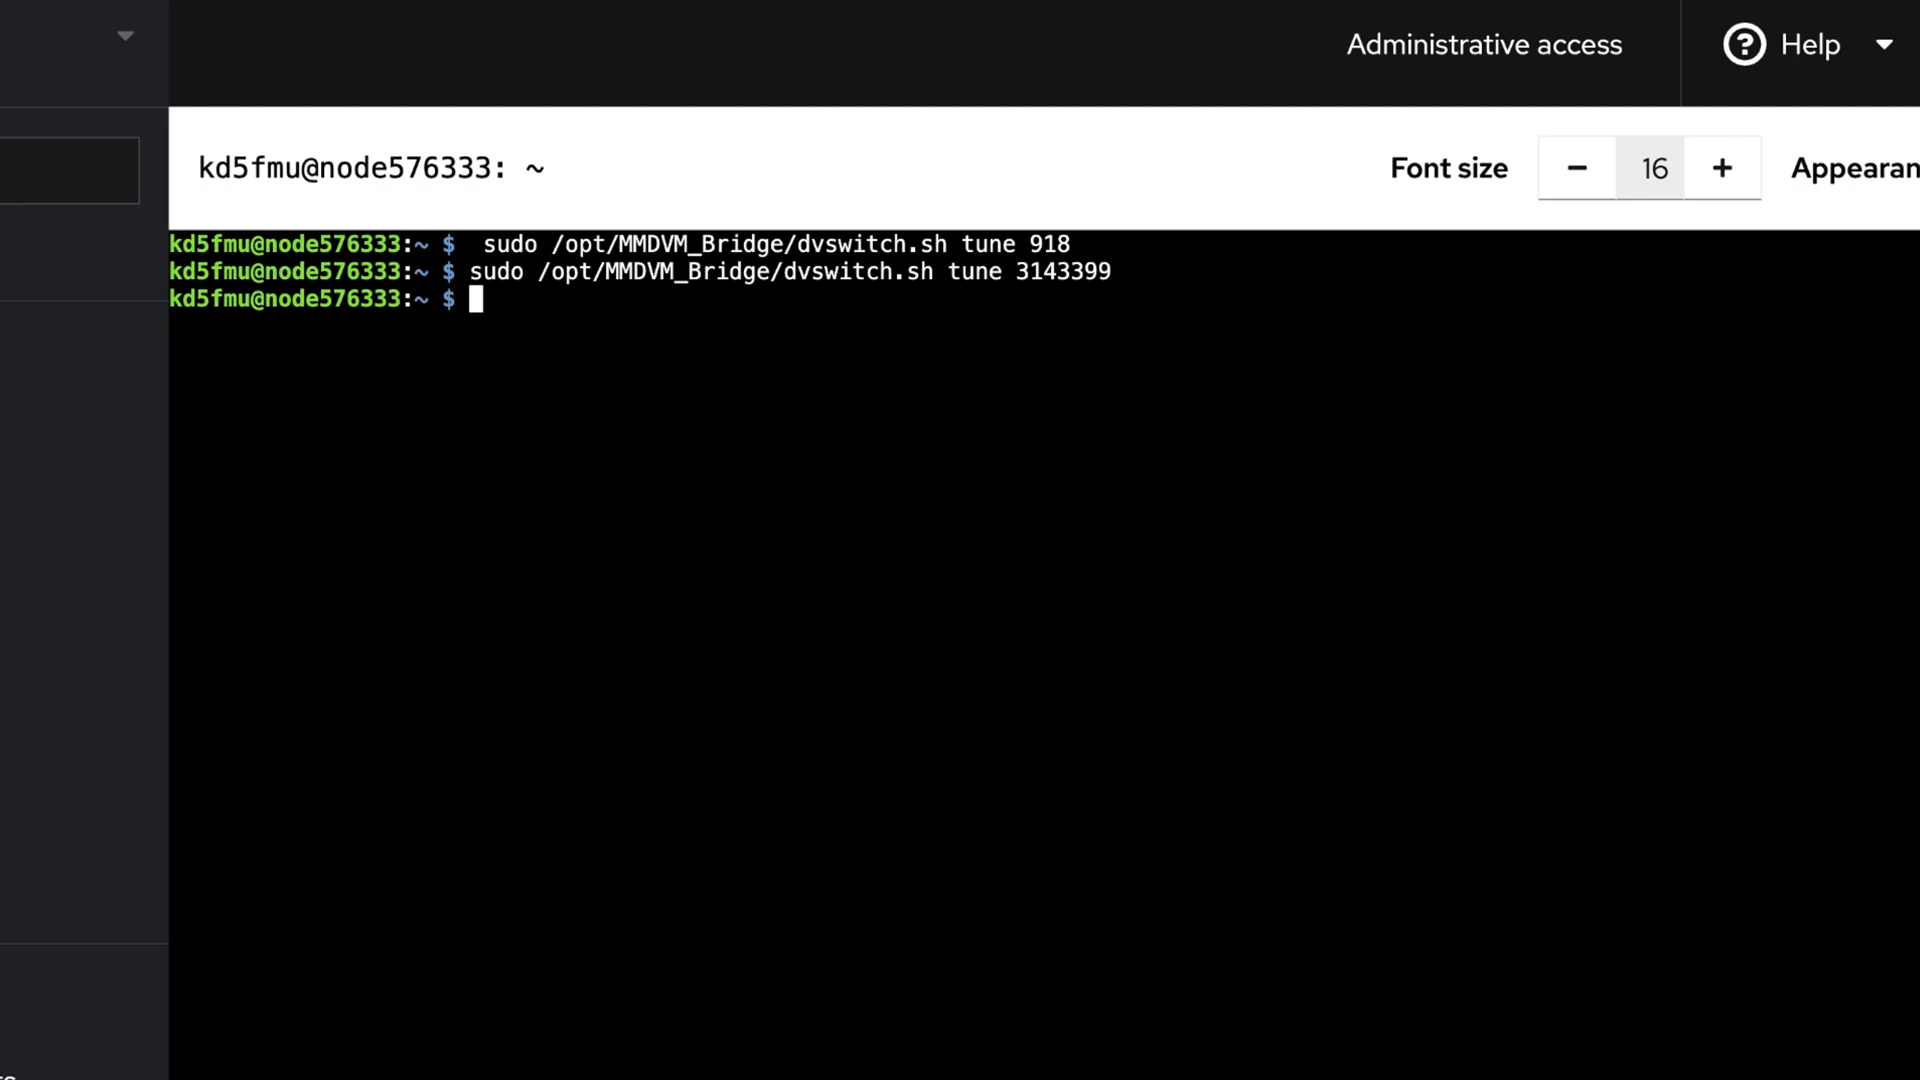 Administrative access
? Help
kd5fmu@node576333: ~
Font size - 16 + Appearan
kd5fmu@node576333:~ $  sudo /opt/MMDVM_Bridge/dvswitch.sh tune 918
kd5fmu@node576333:~ $ sudo /opt/MMDVM_Bridge/dvswitch.sh tune 3143399
kd5fmu@node576333:~ $